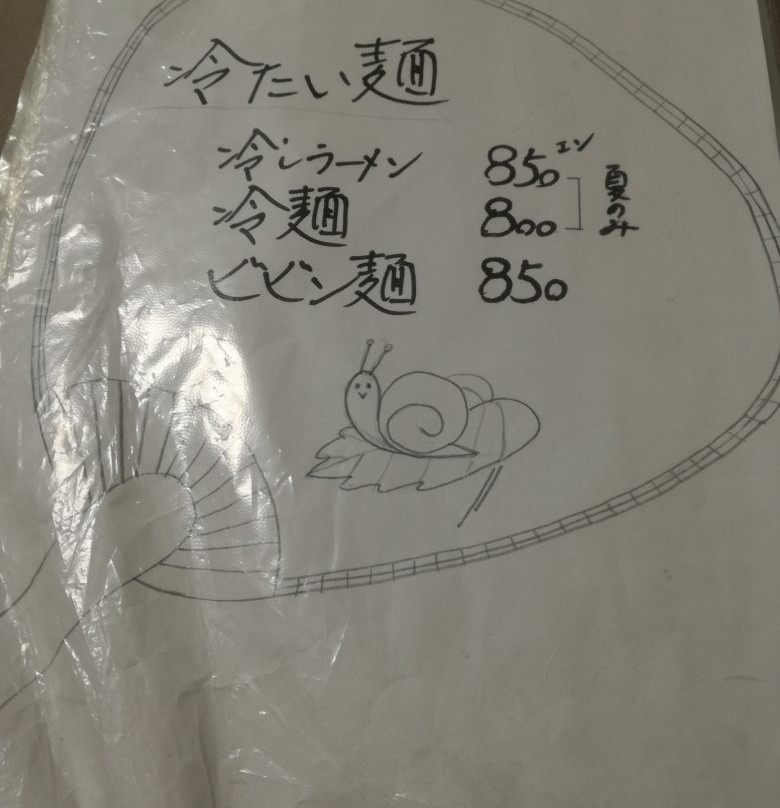 冷たい麺
冷しラーメン 850エン
冷麺 800
夏のみ
ビビン麺 850